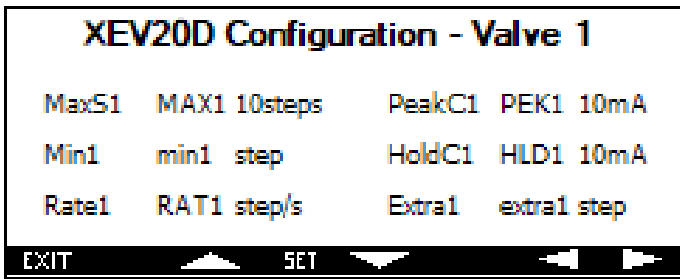 XEV20D Configuration - Valve 1
MaxS1 MAX1 10steps PeakC1 PEK1 10mA
Min1 min1 step HoldC1 HLD1 10mA
Rate1 RAT1 step/s Extra1 extra1 step
EXIT SET